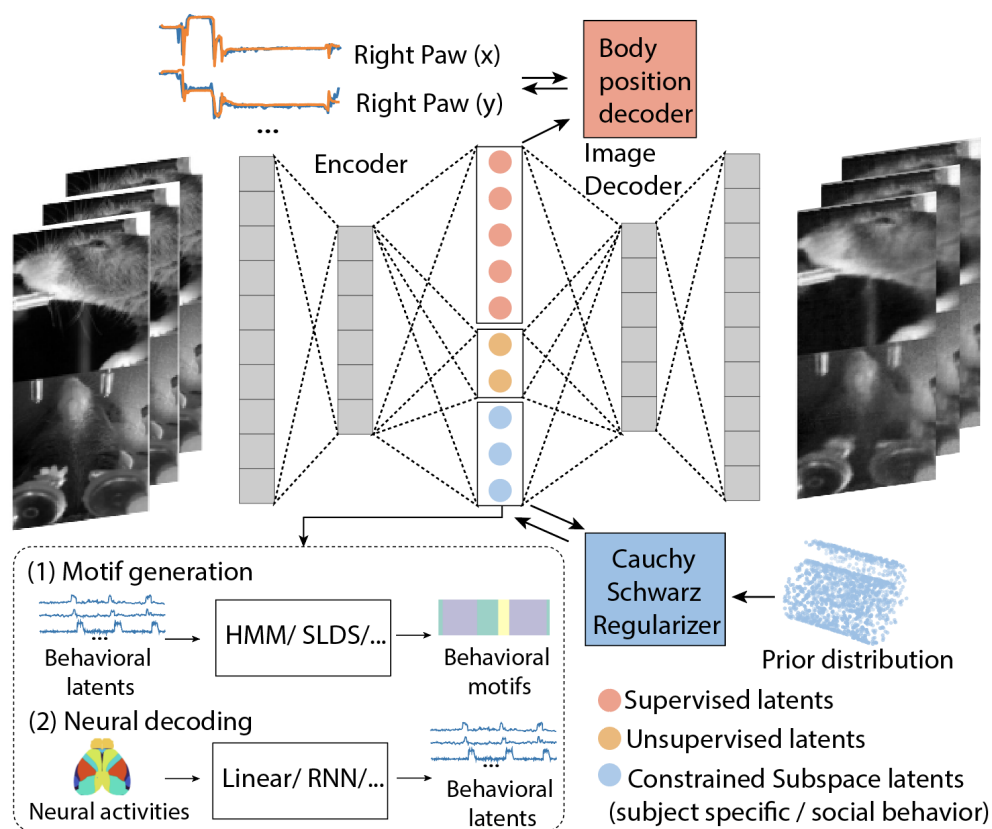 Right Paw (x)
Right Paw (y)
...
Body
position
decoder
Encoder
Image
Decoder
(1) Motif generation
...
Behavioral
latents
HMM/ SLDS/...
Behavioral
motifs
(2) Neural decoding
Neural activities
Linear/ RNN/...
...
Behavioral
latents
Cauchy
Schwarz
Regularizer
Prior distribution
Supervised latents
Unsupervised latents
Constrained Subspace latents
(subject specific / social behavior)